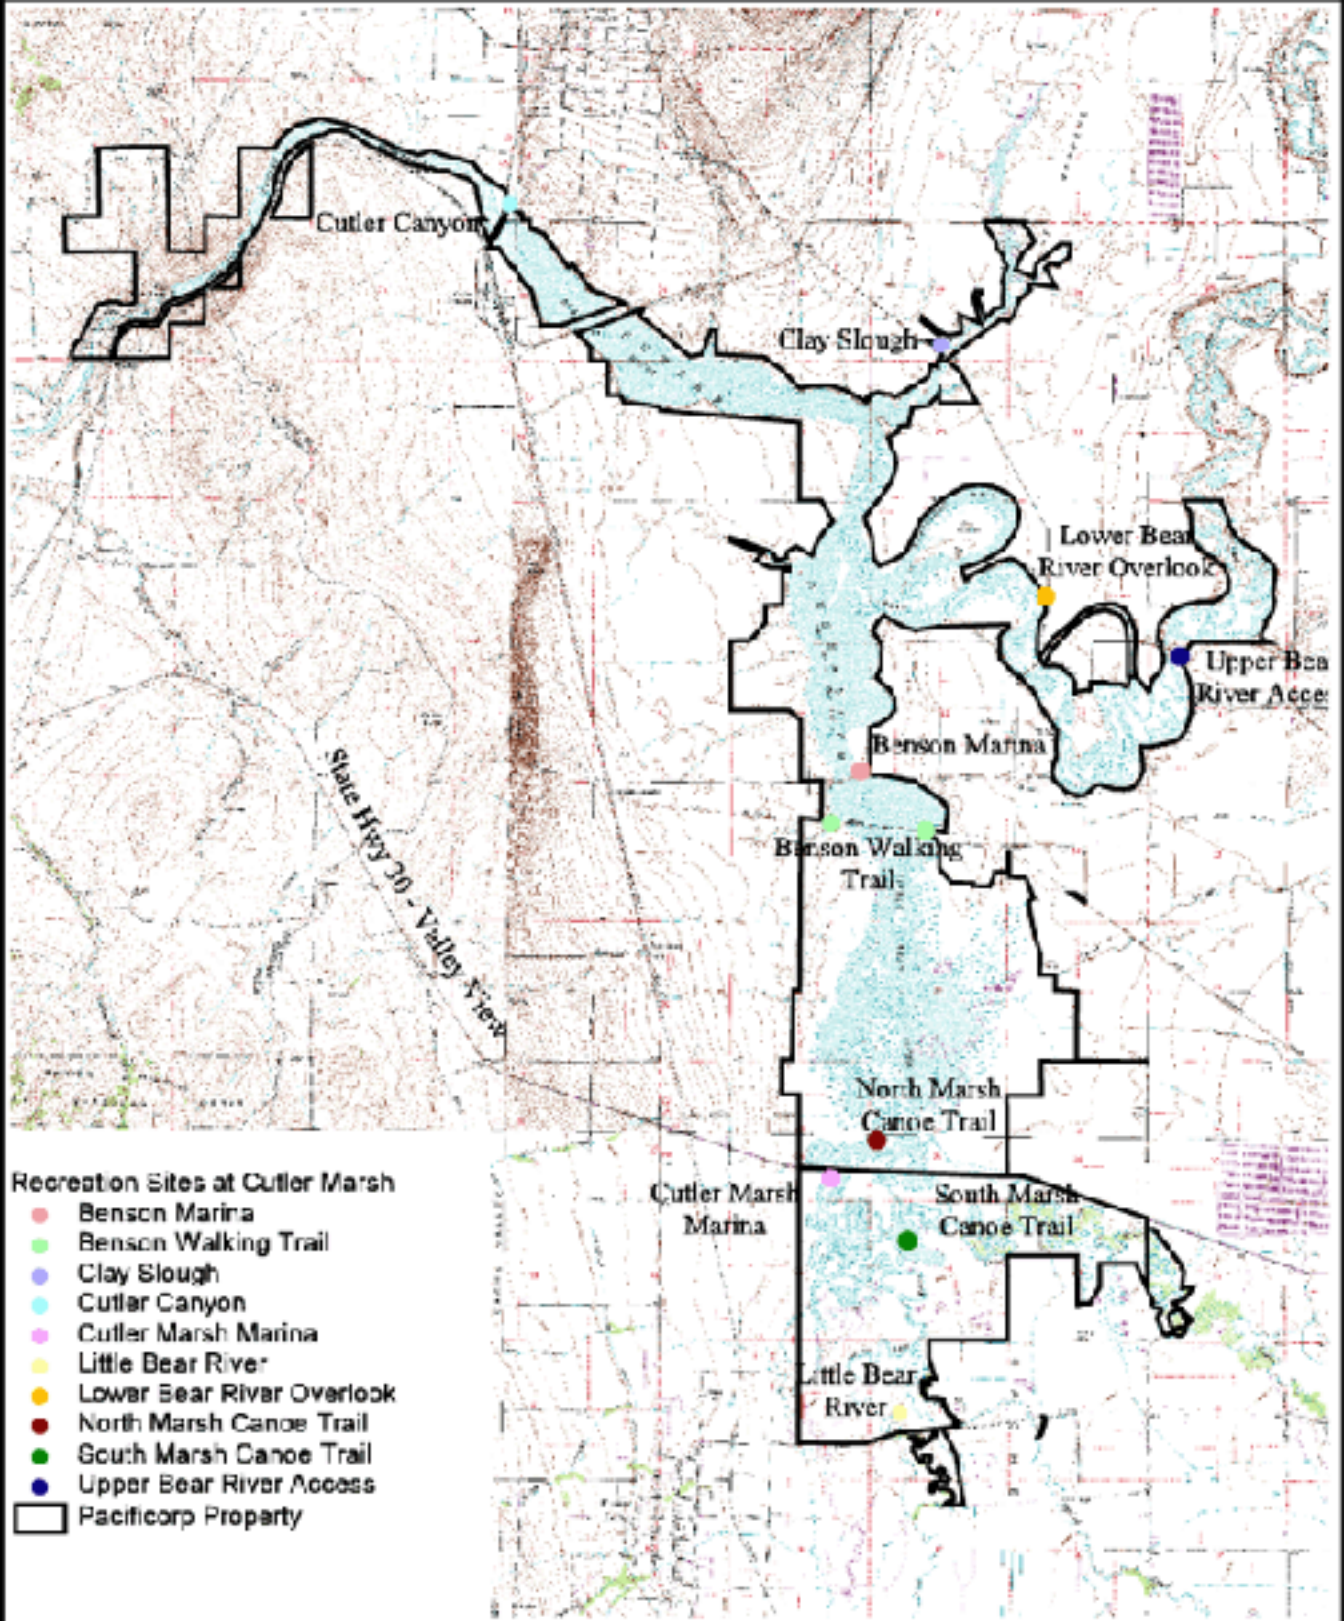 Cutler Canyon
Clay Slough
Lower Bear
River Overlook
Upper Bea
River Acce
Benson Marina
Benson Walking
Trail
State Hwy 30 - Valley View
North Marsh
Canoe Trail
Cutler Marsh
Marina
South Marsh
Canoe Trail
Little Bear
River
Recreation Sites at Cutler Marsh
Benson Marina
Benson Walking Trail
Clay Slough
Cutler Canyon
Cutler Marsh Marina
Little Bear River
Lower Bear River Overlook
North Marsh Canoe Trail
South Marsh Canoe Trail
Upper Bear River Access
Pacificorp Property